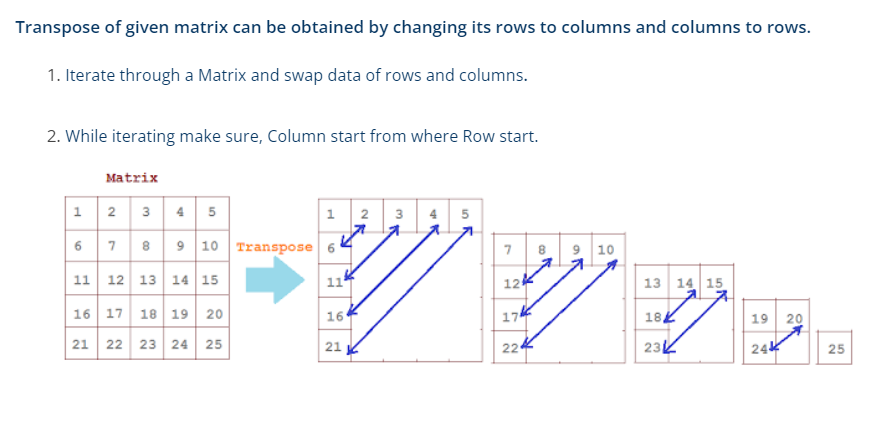 Transpose of given matrix can be obtained by changing its rows to columns and columns to rows.
1. Iterate through a Matrix and swap data of rows and columns.
2. While iterating make sure, Column start from where Row start.
Matrix
1 2 3 4 5
6 7 8 9 10
11 12 13 14 15
16 17 18 19 20
21 22 23 24 25
Transpose
1 2 3 4 5
6
11
16
21
7 8 9 10
12
17
22
13 14 15
18
23
19 20
24
25